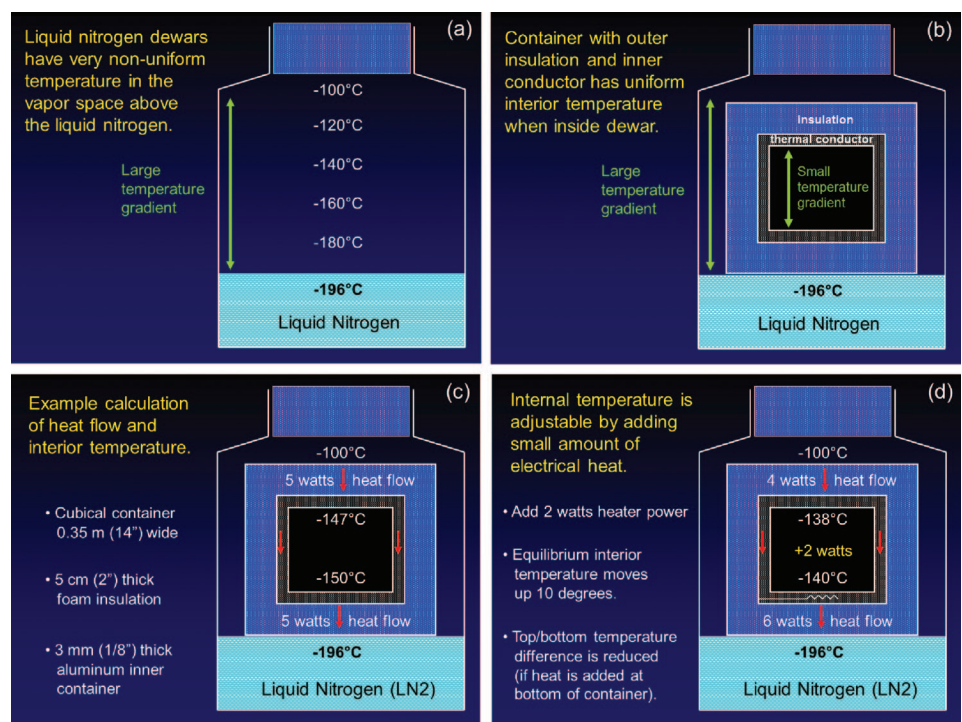 (a)
Liquid nitrogen dewars
have very non-uniform
temperature in the
vapor space above
the liquid nitrogen.
Large
temperature
gradient
-100°C
-120°C
-140°C
-160°C
-180°C
-196°C
Liquid Nitrogen
(b)
Container with outer
insulation and inner
conductor has uniform
interior temperature
when inside dewar.
Large
temperature
gradient
insulation
thermal conductor
Small
temperature
gradient
-196°C
Liquid Nitrogen
(c)
Example calculation
of heat flow and
interior temperature.
• Cubical container
0.35 m (14") wide
• 5 cm (2") thick
foam insulation
• 3 mm (1/8") thick
aluminum inner
container
-100°C
5 watts heat flow
-147°C
-150°C
5 watts heat flow
-196°C
Liquid Nitrogen (LN2)
(d)
Internal temperature is
adjustable by adding
small amount of
electrical heat.
• Add 2 watts heater power
• Equilibrium interior
temperature moves
up 10 degrees.
• Top/bottom temperature
difference is reduced
(if heat is added at
bottom of container).
-100°C
4 watts heat flow
-138°C
+2 watts
-140°C
6 watts heat flow
-196°C
Liquid Nitrogen (LN2)